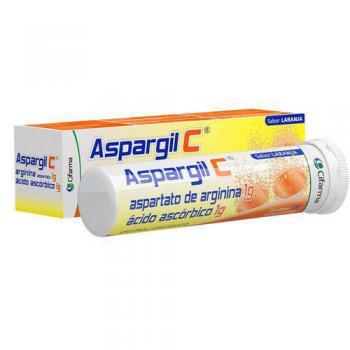 Sabor LARANJA
Aspargil C®
arginina aspartato 1g
ácido ascórbico 1g
Cifarma
Sabor LARANJA
Aspargil C®
aspartato de arginina 1g
ácido ascórbico 1g
Cifarma